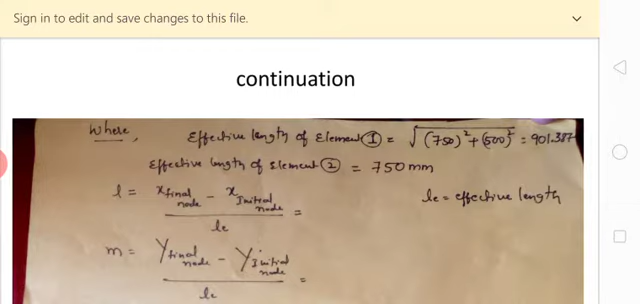 Sign in to edit and save changes to this file.
continuation
Where, Effective length of Element ① = √(750)² + (500)² = 901.387
Effective length of Element ② = 750 mm
l = (x final node − x Initial node) / le =
le = effective length
m = (Y final node − Y Initial node) / le =